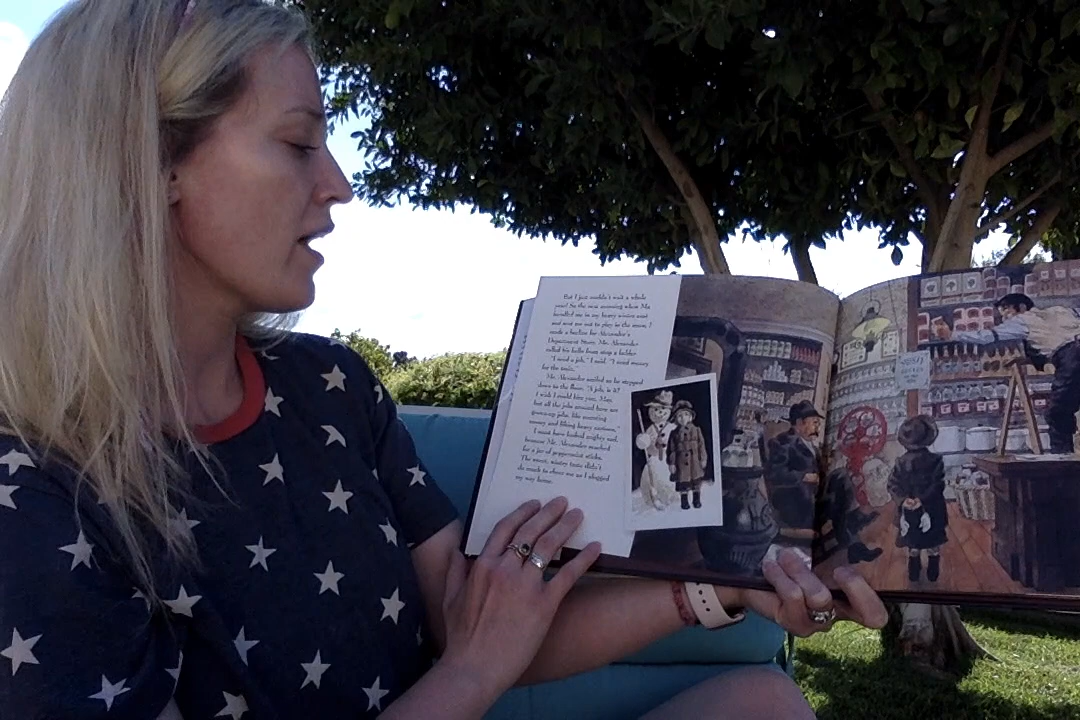 But I just couldn't wait a whole
year! So the next morning when Ma
bundled me in my heavy winter coat
and sent me out to play in the snow, I
made a beeline for Alexander's
Department Store. Mr. Alexander
called his hello from atop a ladder.
"I need a job," I said. "I need money
for the train."
Mr. Alexander smiled as he stepped
down to the floor. "A job, is it?
I wish I could hire you, May,
but all the jobs around here are
grown-up jobs, like
money and lifting heavy cartons."
I must have looked mighty sad,
because Mr. Alexander reached
for a jar of peppermint sticks.
The sweet, wintry taste didn't
do much to cheer me as I slogged
my way home.